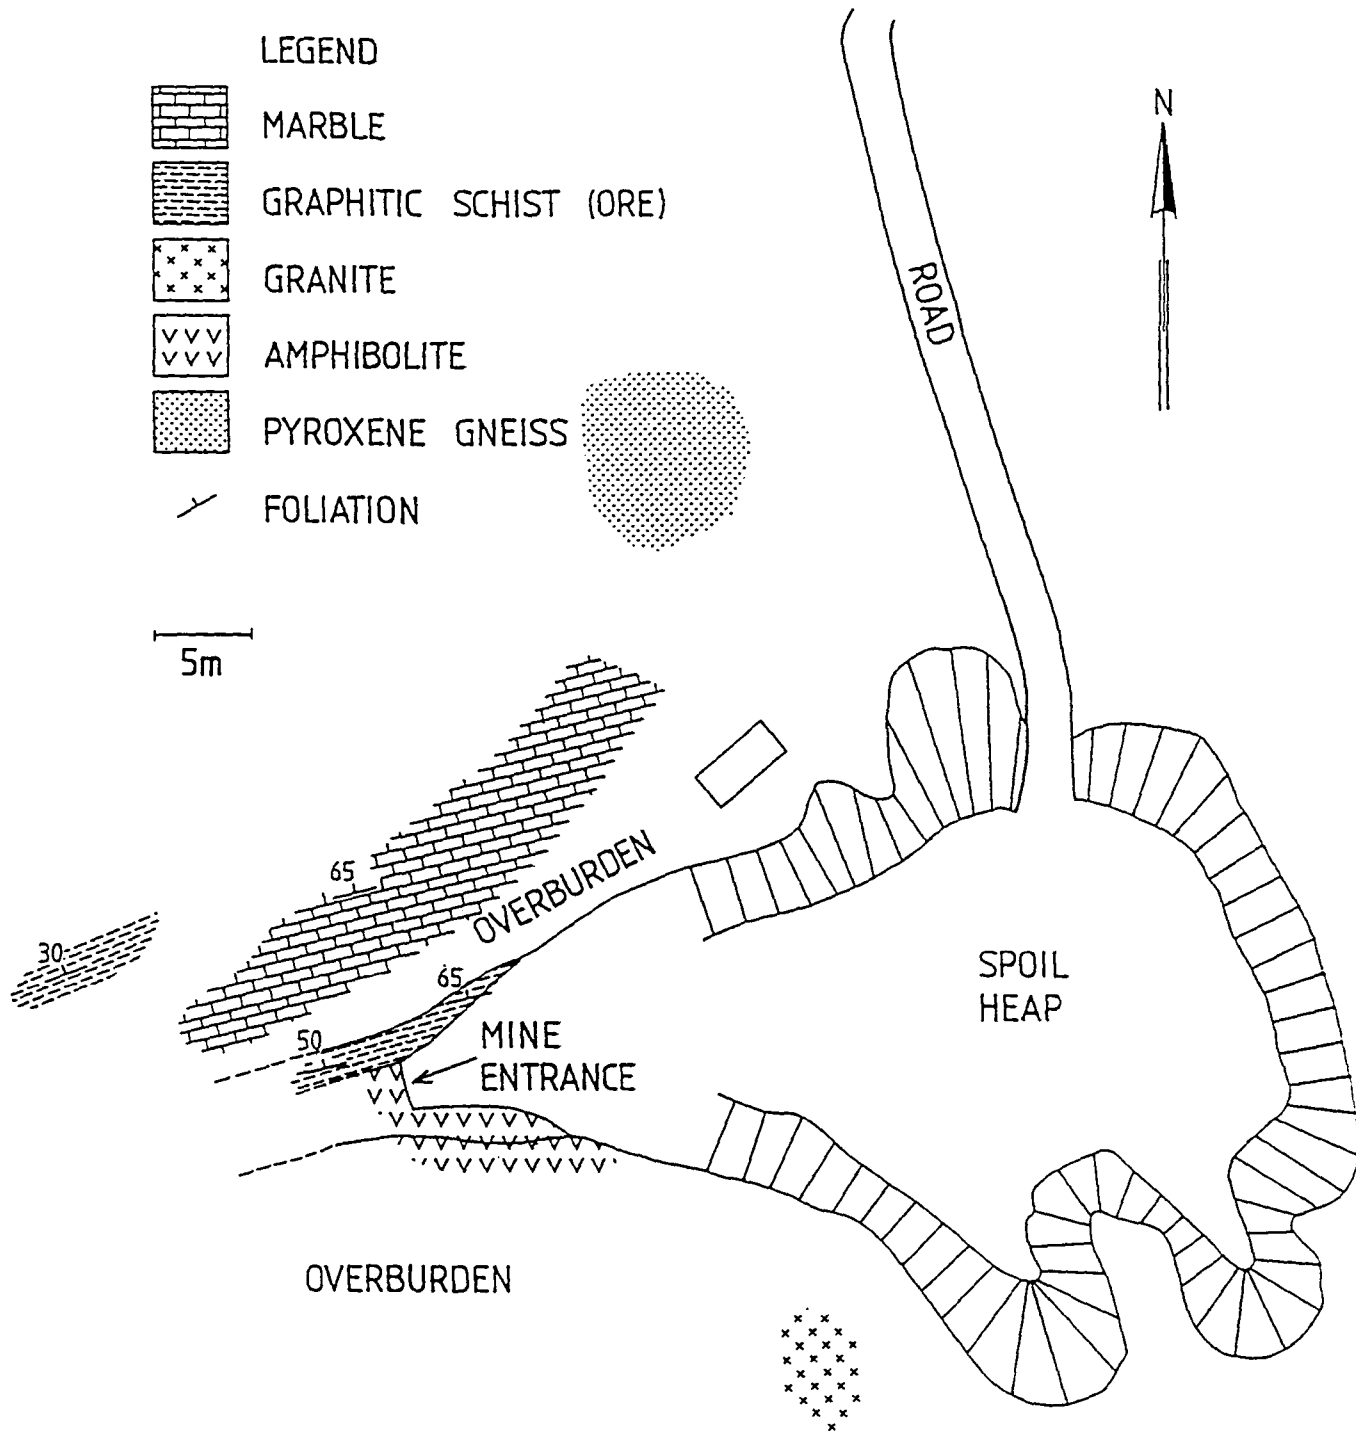 LEGEND
MARBLE
GRAPHITIC SCHIST (ORE)
GRANITE
AMPHIBOLITE
PYROXENE GNEISS
FOLIATION
5m
N
ROAD
65
OVERBURDEN
30
65
50
MINE
ENTRANCE
SPOIL
HEAP
OVERBURDEN